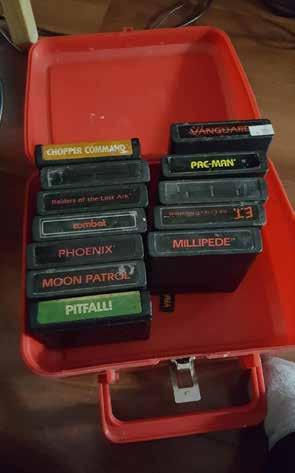 CHOPPER COMMAND
Raiders of the Lost Ark
combat
PHOENIX
MOON PATROL
PITFALL!
VANGUARD
PAC-MAN
E.T.
MILLIPEDE